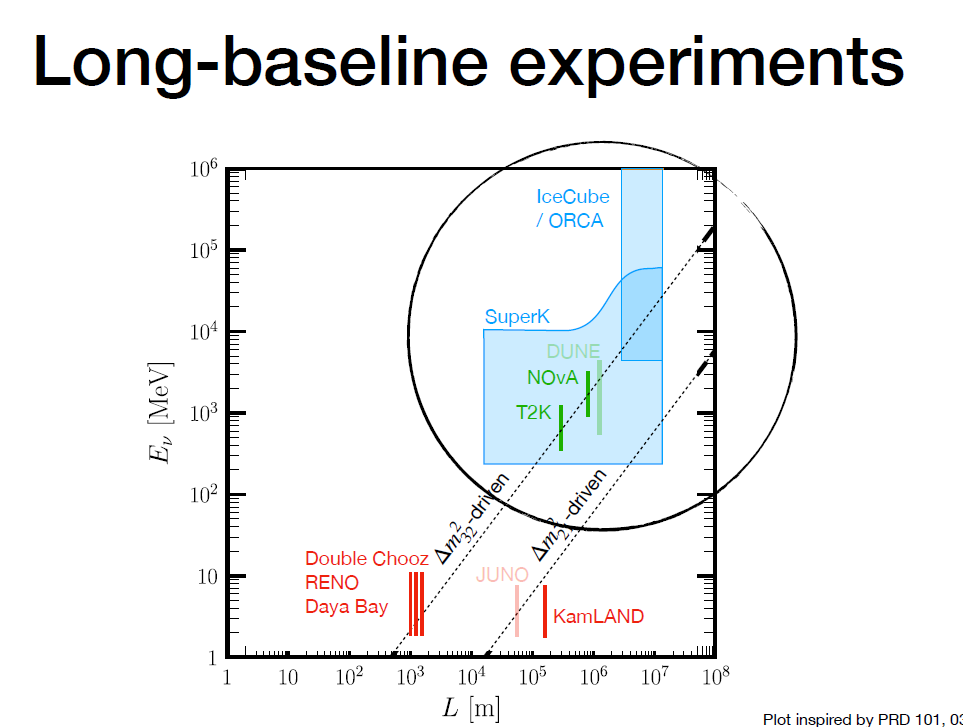 Long-baseline experiments
10⁶
10⁵
10⁴
10³
10²
10
1
E_ν [MeV]
IceCube
/ ORCA
SuperK
DUNE
NOvA
T2K
Δm²₃₂-driven
Δm²₂₁-driven
Double Chooz
RENO
Daya Bay
JUNO
KamLAND
1 10 10² 10³ 10⁴ 10⁵ 10⁶ 10⁷ 10⁸
L [m]
Plot inspired by PRD 101, 03